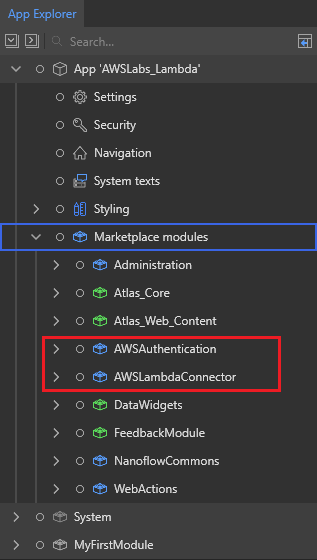 App Explorer
Search...
App 'AWSLabs_Lambda'
Settings
Security
Navigation
System texts
Styling
Marketplace modules
Administration
Atlas_Core
Atlas_Web_Content
AWSAuthentication
AWSLambdaConnector
DataWidgets
FeedbackModule
NanoflowCommons
WebActions
System
MyFirstModule